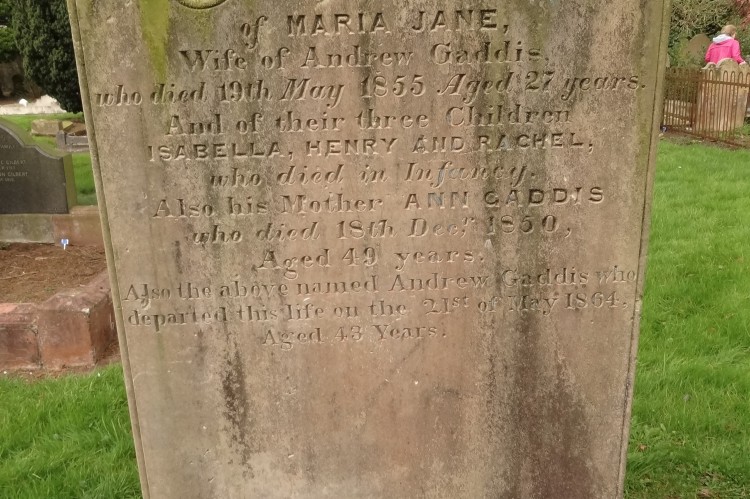 of MARIA JANE,
Wife of Andrew Gaddis,
who died 19th May 1855 Aged 27 years.
And of their three Children
ISABELLA, HENRY AND RACHEL,
who died in Infancy.
Also his Mother ANN GADDIS
who died 18th Decr. 1850,
Aged 49 years.
Also the above named Andrew Gaddis who
departed this life on the 21st of May 1864.
Aged 43 Years.